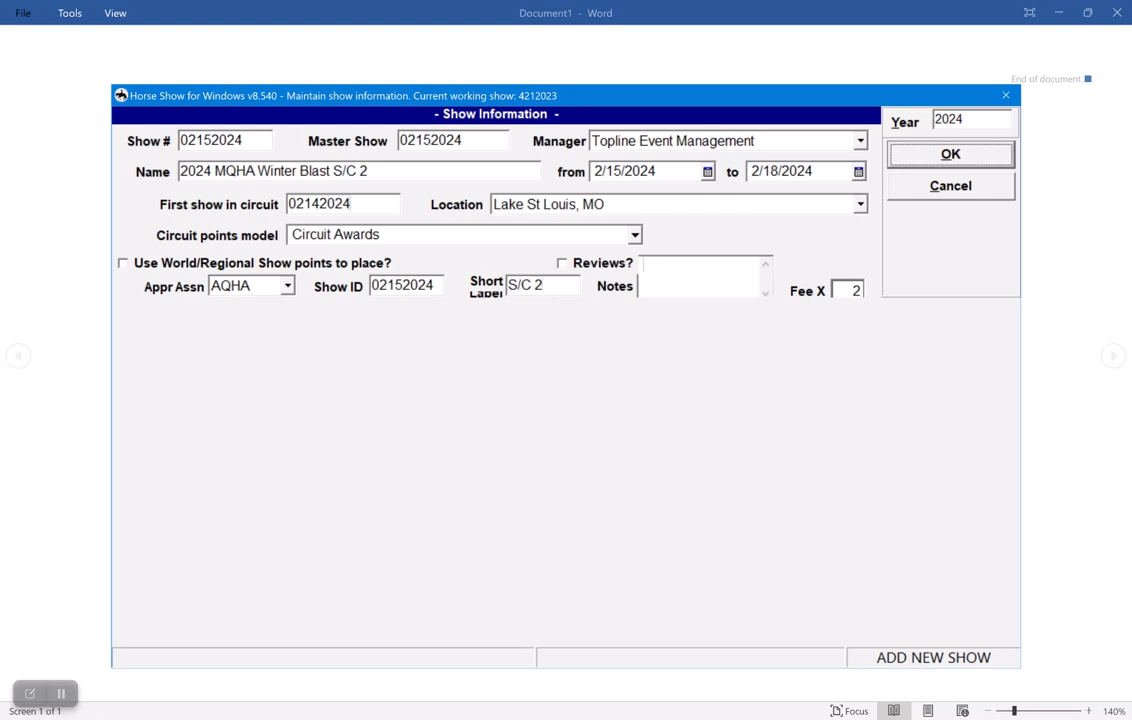 File Tools View Document1 - Word
End of document
Horse Show for Windows v8.540 - Maintain show information. Current working show: 4212023
- Show Information -
Year 2024
Show # 02152024 Master Show 02152024 Manager Topline Event Management
OK
Name 2024 MQHA Winter Blast S/C 2 from 2/15/2024 to 2/18/2024
Cancel
First show in circuit 02142024 Location Lake St Louis, MO
Circuit points model Circuit Awards
Use World/Regional Show points to place? Reviews?
Appr Assn AQHA Show ID 02152024 Short Label S/C 2 Notes Fee X 2
ADD NEW SHOW
Screen 1 of 1 Focus 140%